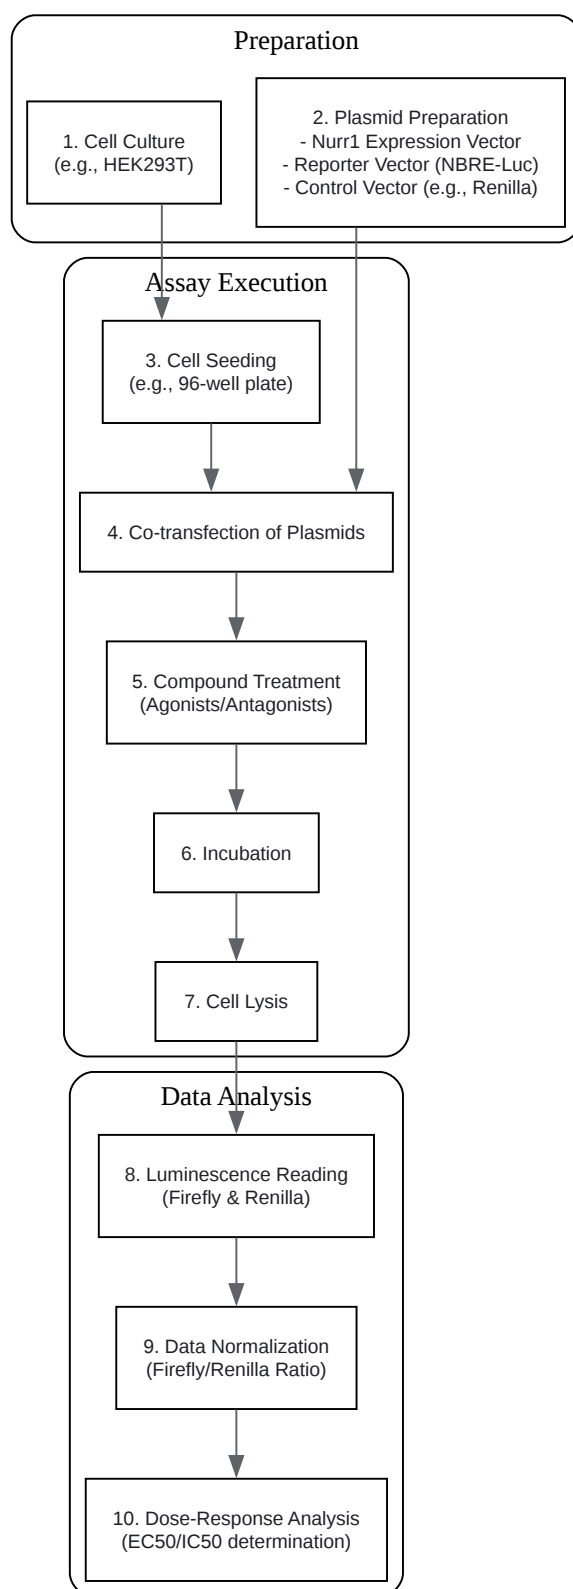 Preparation
1. Cell Culture
(e.g., HEK293T)
2. Plasmid Preparation
- Nurr1 Expression Vector
- Reporter Vector (NBRE-Luc)
- Control Vector (e.g., Renilla)
Assay Execution
3. Cell Seeding
(e.g., 96-well plate)
4. Co-transfection of Plasmids
5. Compound Treatment
(Agonists/Antagonists)
6. Incubation
7. Cell Lysis
Data Analysis
8. Luminescence Reading
(Firefly & Renilla)
9. Data Normalization
(Firefly/Renilla Ratio)
10. Dose-Response Analysis
(EC50/IC50 determination)